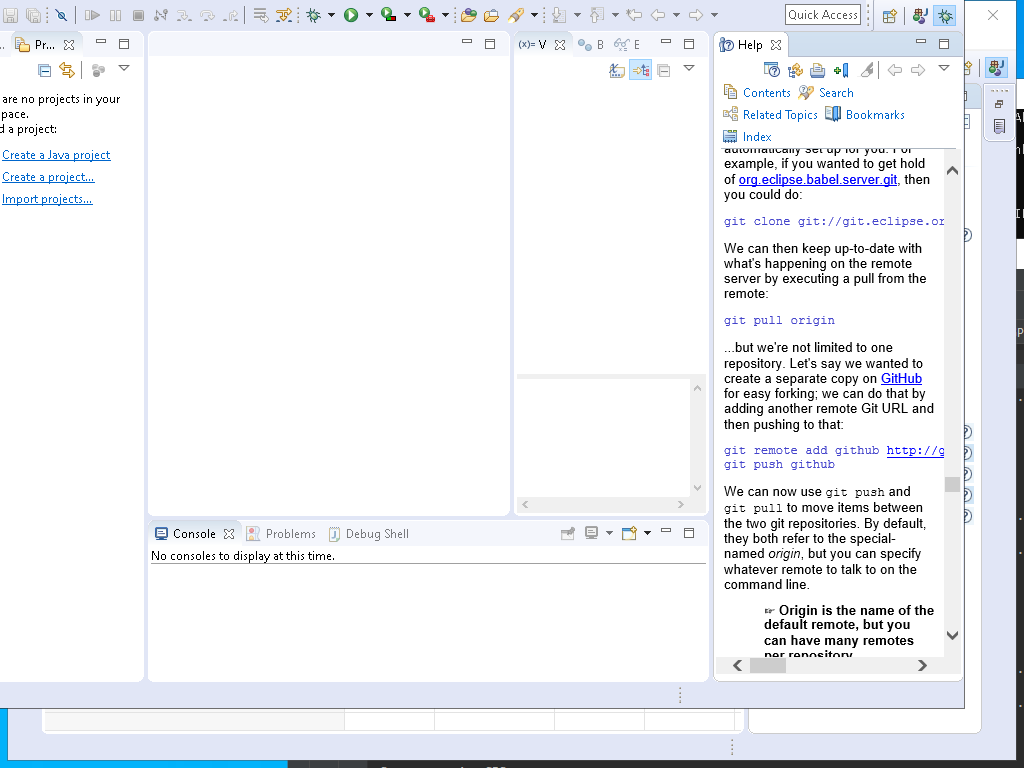 Quick Access
Pr...
(x)= V
B
E
Help
are no projects in your
pace.
d a project:
Create a Java project
Create a project...
Import projects...
Contents
Search
Related Topics
Bookmarks
Index
automatically set up for you. For
example, if you wanted to get hold
of org.eclipse.babel.server.git, then
you could do:
git clone git://git.eclipse.or
We can then keep up-to-date with
what's happening on the remote
server by executing a pull from the
remote:
git pull origin
...but we're not limited to one
repository. Let's say we wanted to
create a separate copy on GitHub
for easy forking; we can do that by
adding another remote Git URL and
then pushing to that:
git remote add github http://g
git push github
We can now use git push and
git pull to move items between
the two git repositories. By default,
they both refer to the special-
named origin, but you can specify
whatever remote to talk to on the
command line.
☞ Origin is the name of the
default remote, but you
can have many remotes
per repository
Console
Problems
Debug Shell
No consoles to display at this time.